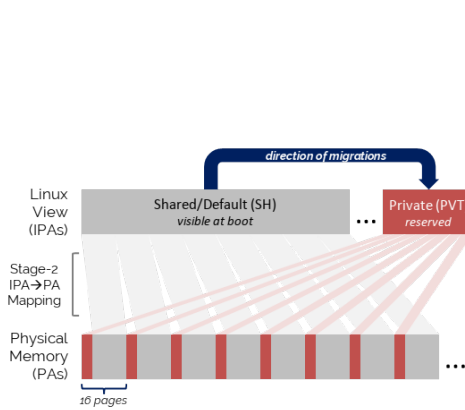 direction of migrations
Linux
View
(IPAs)
Shared/Default (SH)
visible at boot
...
Private (PVT
reserved
Stage-2
IPA→PA
Mapping
Physical
Memory
(PAs)
...
16 pages